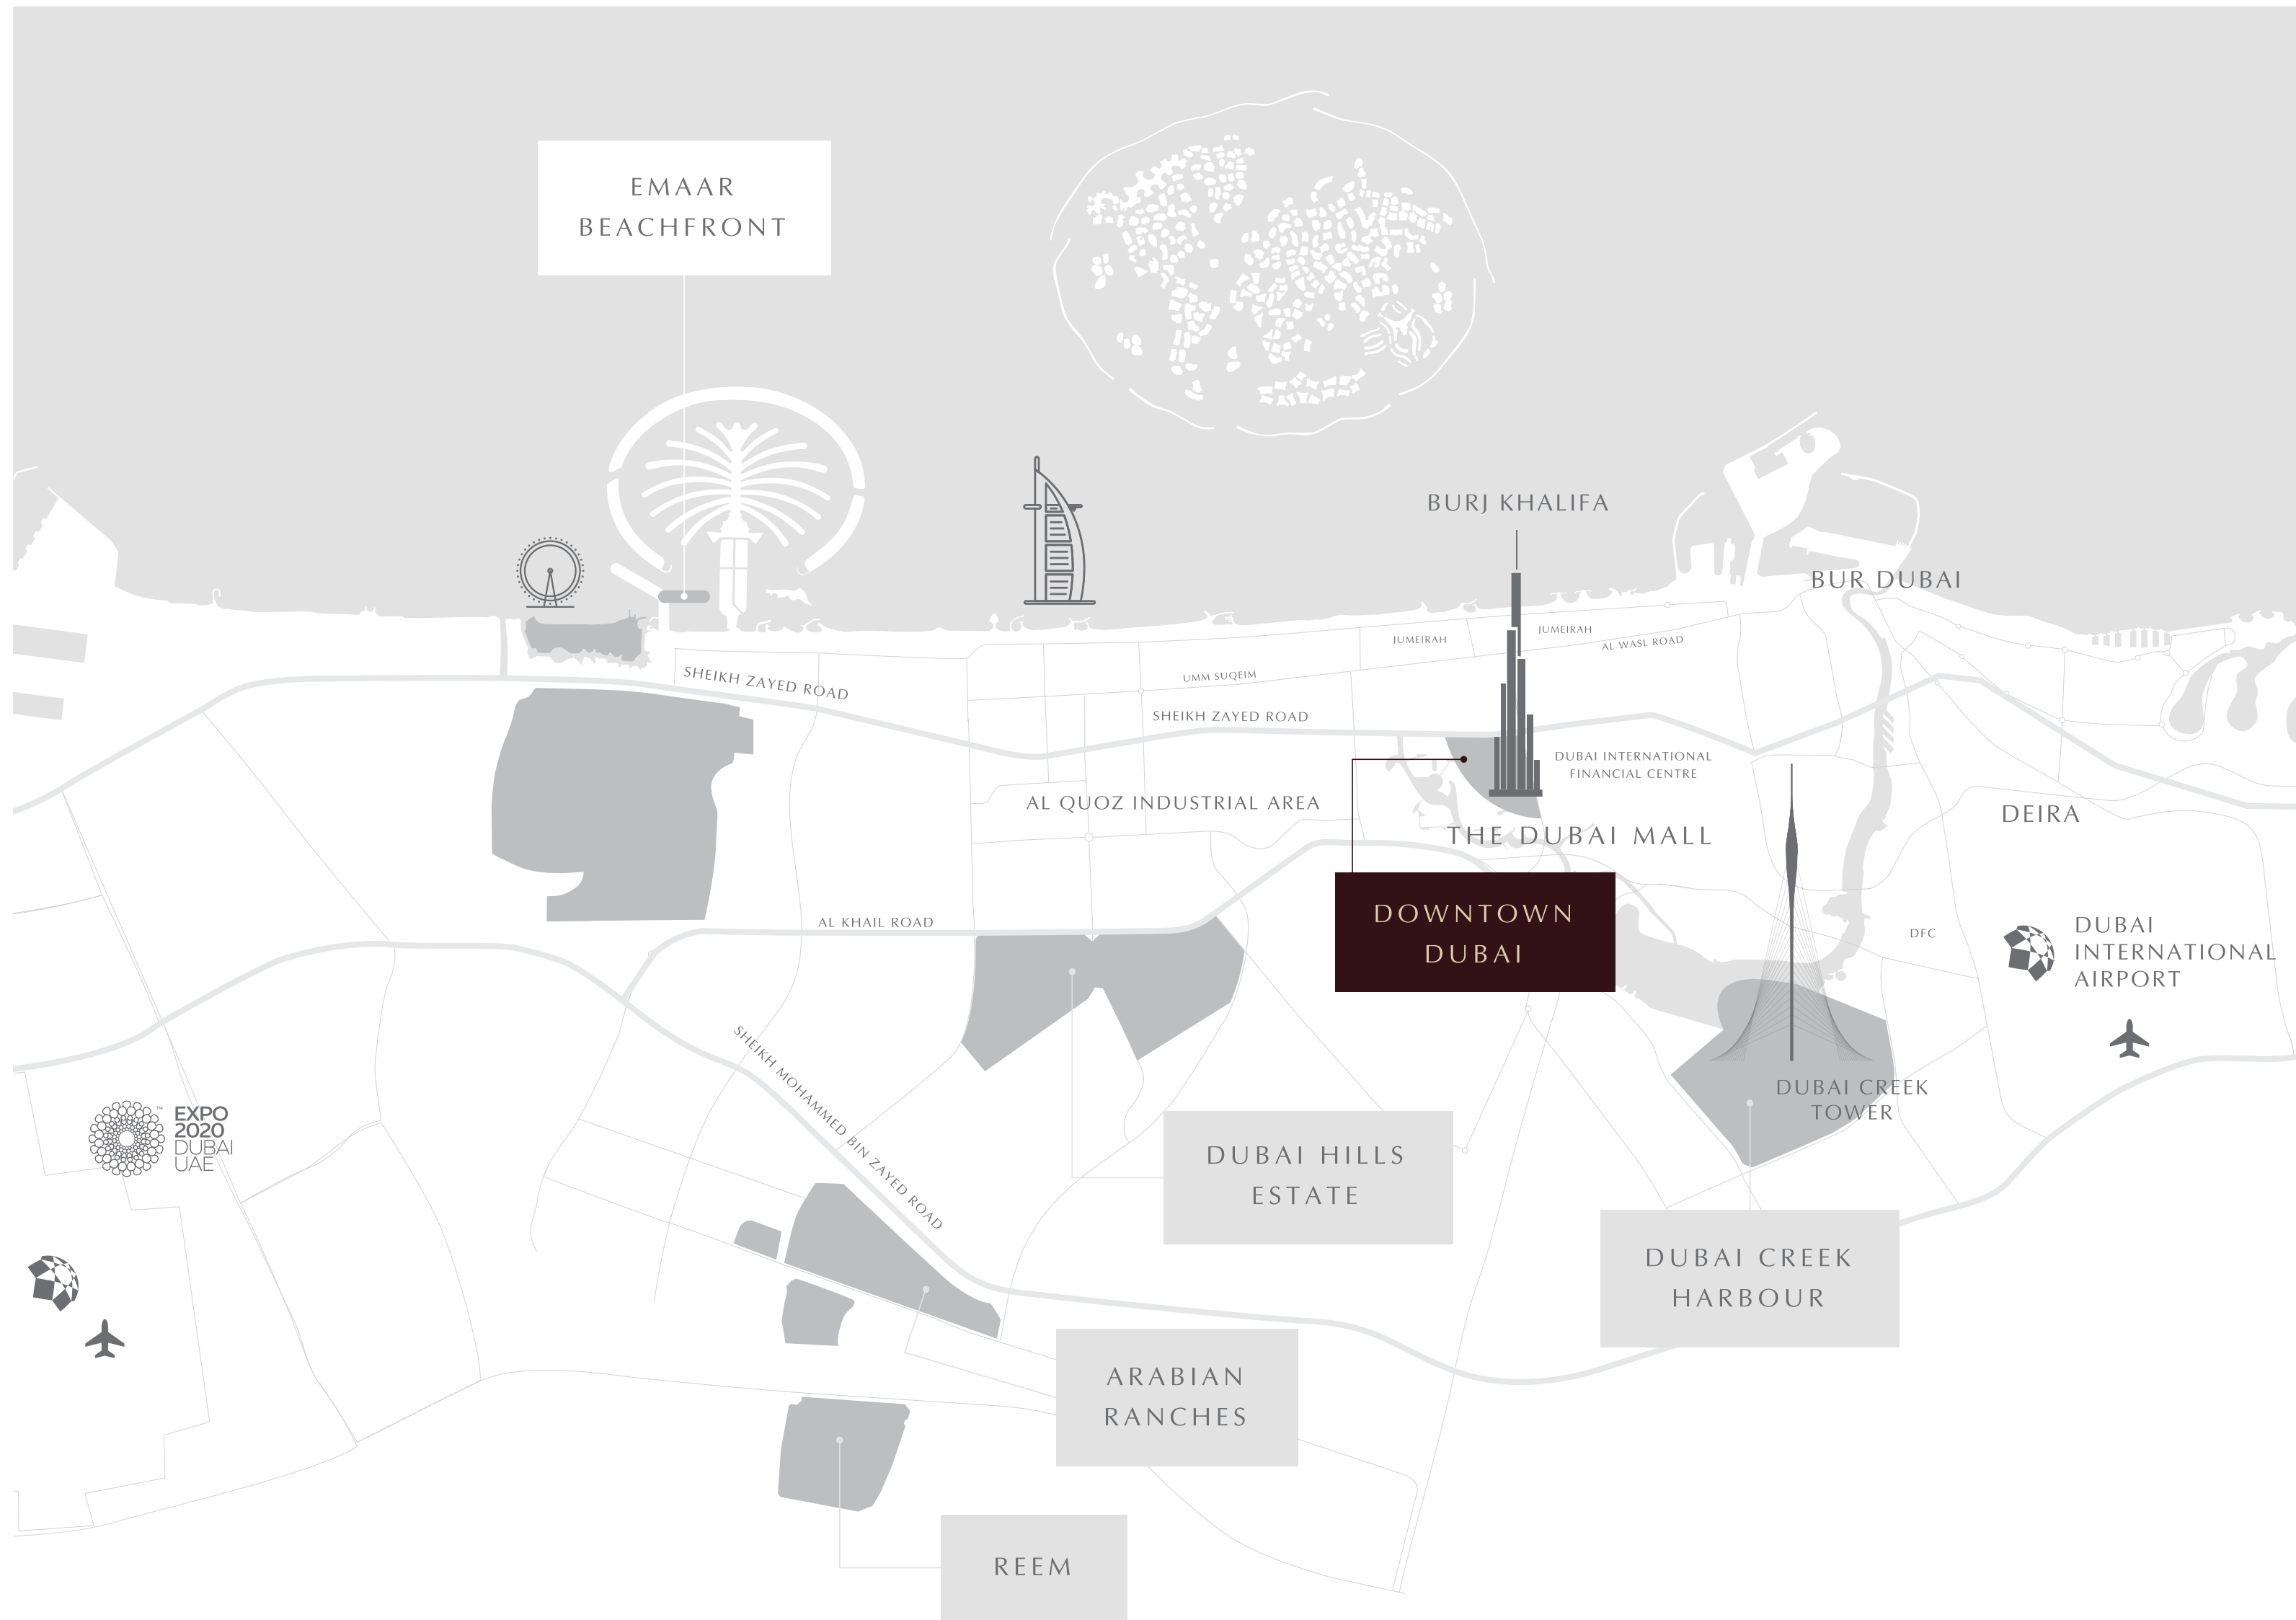 EMAAR
BEACHFRONT
BURJ KHALIFA
BUR DUBAI
JUMEIRAH
JUMEIRAH
AL WASL ROAD
SHEIKH ZAYED ROAD
UMM SUQEIM
SHEIKH ZAYED ROAD
DUBAI INTERNATIONAL
FINANCIAL CENTRE
AL QUOZ INDUSTRIAL AREA
DEIRA
THE DUBAI MALL
DOWNTOWN
DUBAI
AL KHAIL ROAD
DFC
DUBAI
INTERNATIONAL
AIRPORT
SHEIKH MOHAMMED BIN ZAYED ROAD
DUBAI CREEK
TOWER
EXPO
2020
DUBAI
UAE
™
DUBAI HILLS
ESTATE
DUBAI CREEK
HARBOUR
ARABIAN
RANCHES
REEM